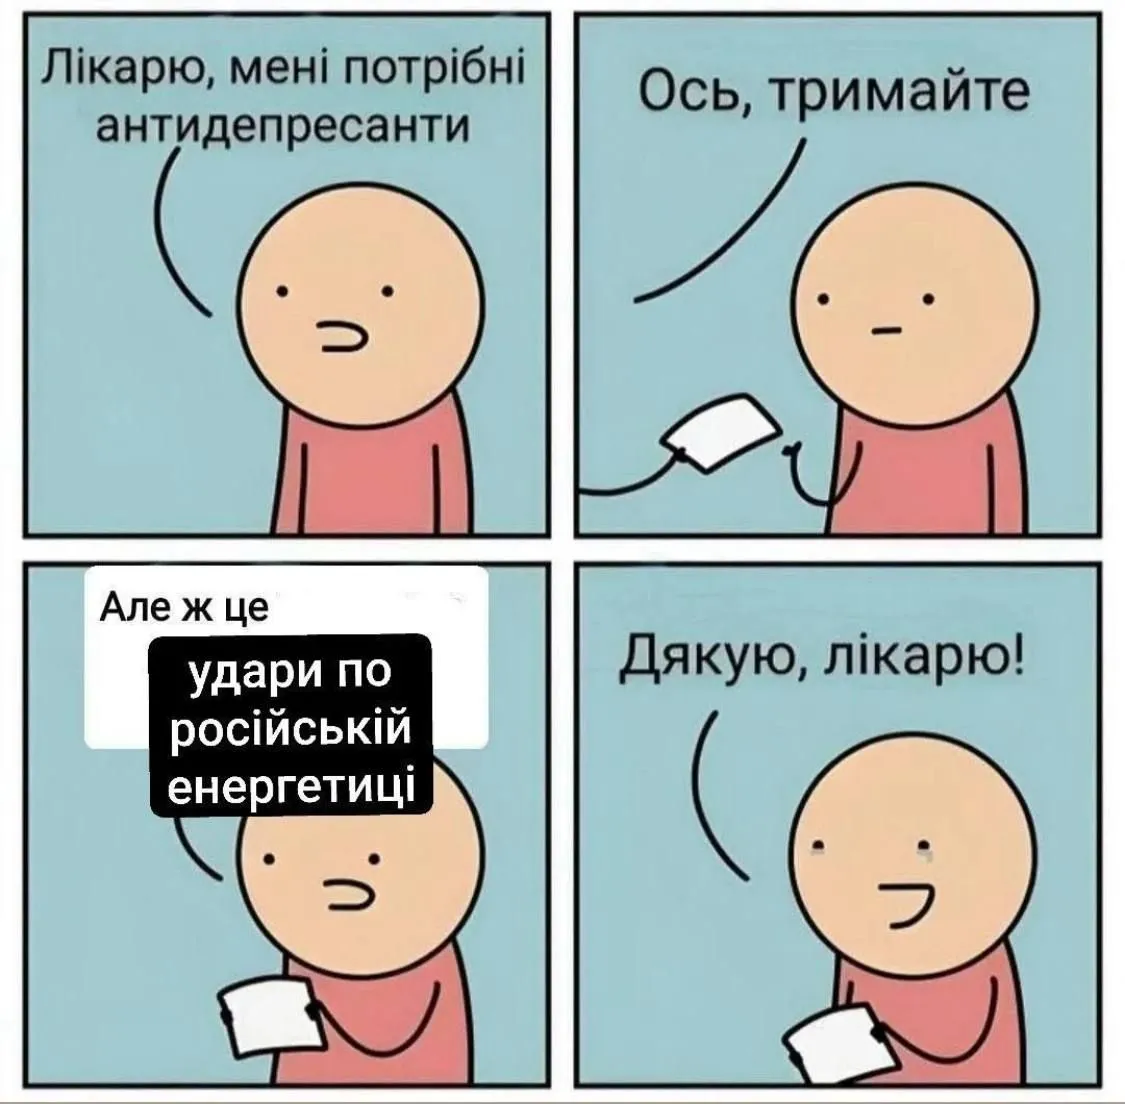 Лікарю, мені потрібні
антидепресанти
Ось, тримайте
Але ж це
удари по
російській
енергетиці
Дякую, лікарю!